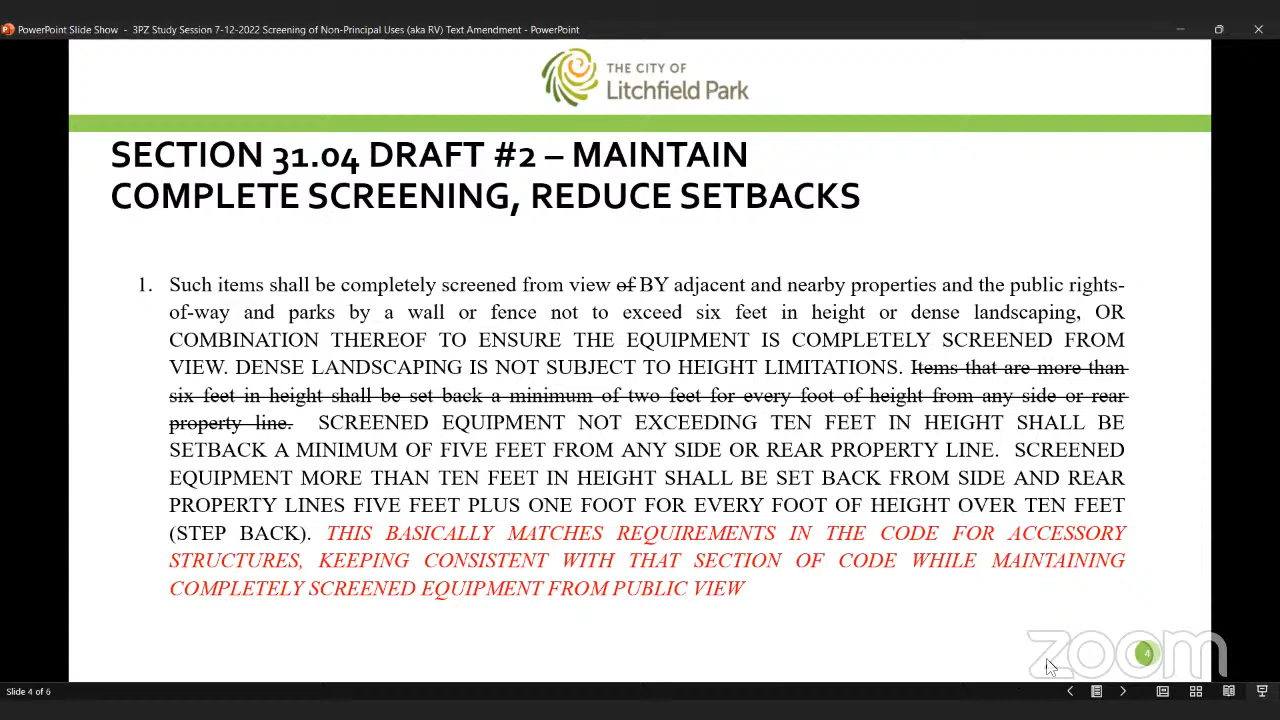 PowerPoint Slide Show - 3PZ Study Session 7-12-2022 Screening of Non-Principal Uses (aka RV) Text Amendment - PowerPoint
THE CITY OF
Litchfield Park
SECTION 31.04 DRAFT #2 – MAINTAIN
COMPLETE SCREENING, REDUCE SETBACKS
1. Such items shall be completely screened from view of BY adjacent and nearby properties and the public rights-
of-way and parks by a wall or fence not to exceed six feet in height or dense landscaping, OR
COMBINATION THEREOF TO ENSURE THE EQUIPMENT IS COMPLETELY SCREENED FROM
VIEW. DENSE LANDSCAPING IS NOT SUBJECT TO HEIGHT LIMITATIONS. Items that are more than
six feet in height shall be set back a minimum of two feet for every foot of height from any side or rear
property line. SCREENED EQUIPMENT NOT EXCEEDING TEN FEET IN HEIGHT SHALL BE
SETBACK A MINIMUM OF FIVE FEET FROM ANY SIDE OR REAR PROPERTY LINE. SCREENED
EQUIPMENT MORE THAN TEN FEET IN HEIGHT SHALL BE SET BACK FROM SIDE AND REAR
PROPERTY LINES FIVE FEET PLUS ONE FOOT FOR EVERY FOOT OF HEIGHT OVER TEN FEET
(STEP BACK). THIS BASICALLY MATCHES REQUIREMENTS IN THE CODE FOR ACCESSORY
STRUCTURES, KEEPING CONSISTENT WITH THAT SECTION OF CODE WHILE MAINTAINING
COMPLETELY SCREENED EQUIPMENT FROM PUBLIC VIEW
zoom
4
Slide 4 of 6